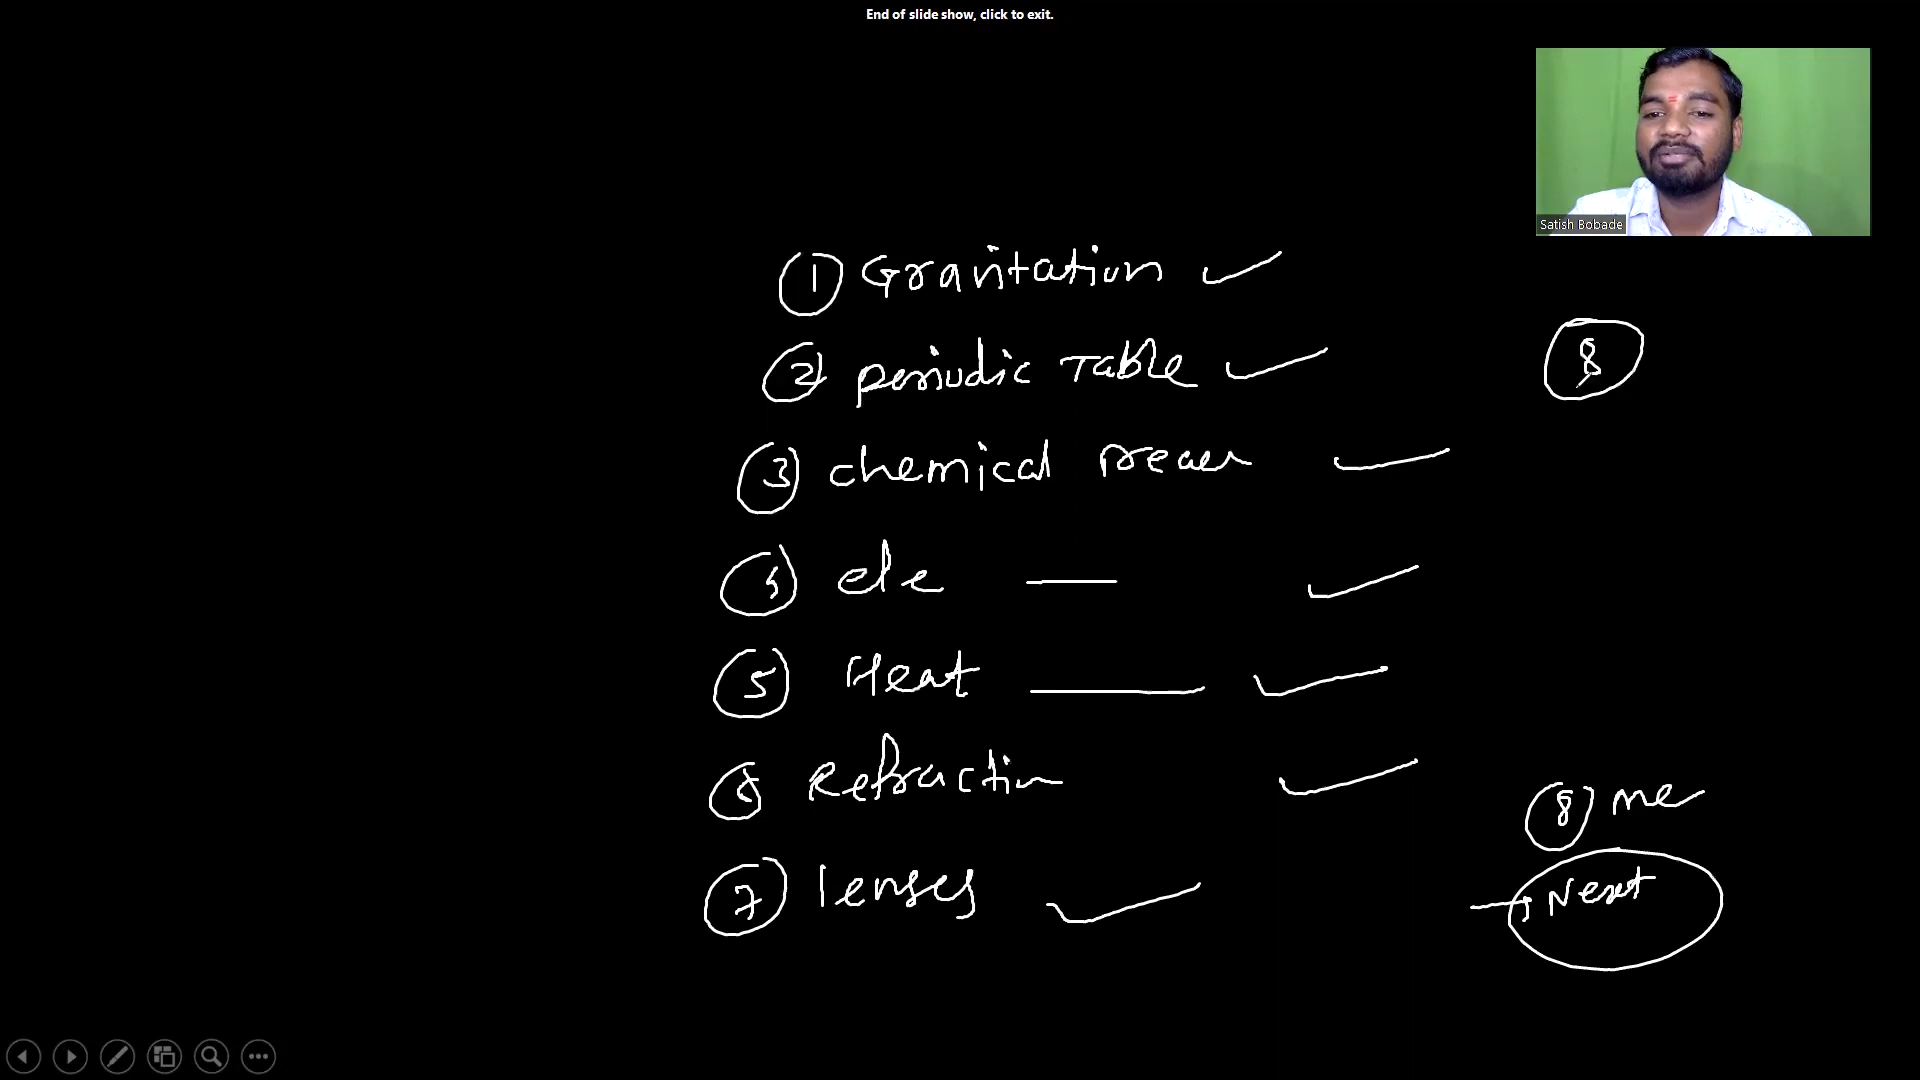 End of slide show, click to exit.
Satish Bobade
① Gravitation ✓
② periodic Table ✓
8
③ chemical ✓
④ ele — ✓
⑤ Heat — ✓
⑥ Refraction ✓
⑧ me
⑦ lenses ✓
→ Next